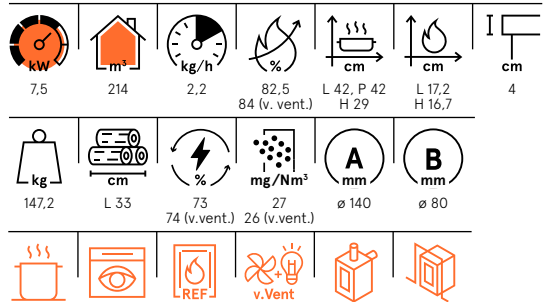 kW m³ kg/h % cm cm cm
7,5 214 2,2 82,5 L 42, P 42 L 17,2 4
84 (v. vent.) H 29 H 16,7
A B
kg cm % mg/Nm³ mm mm
147,2 L 33 73 27 ø 140 ø 80
74 (v.vent.) 26 (v.vent.)
REF v.Vent